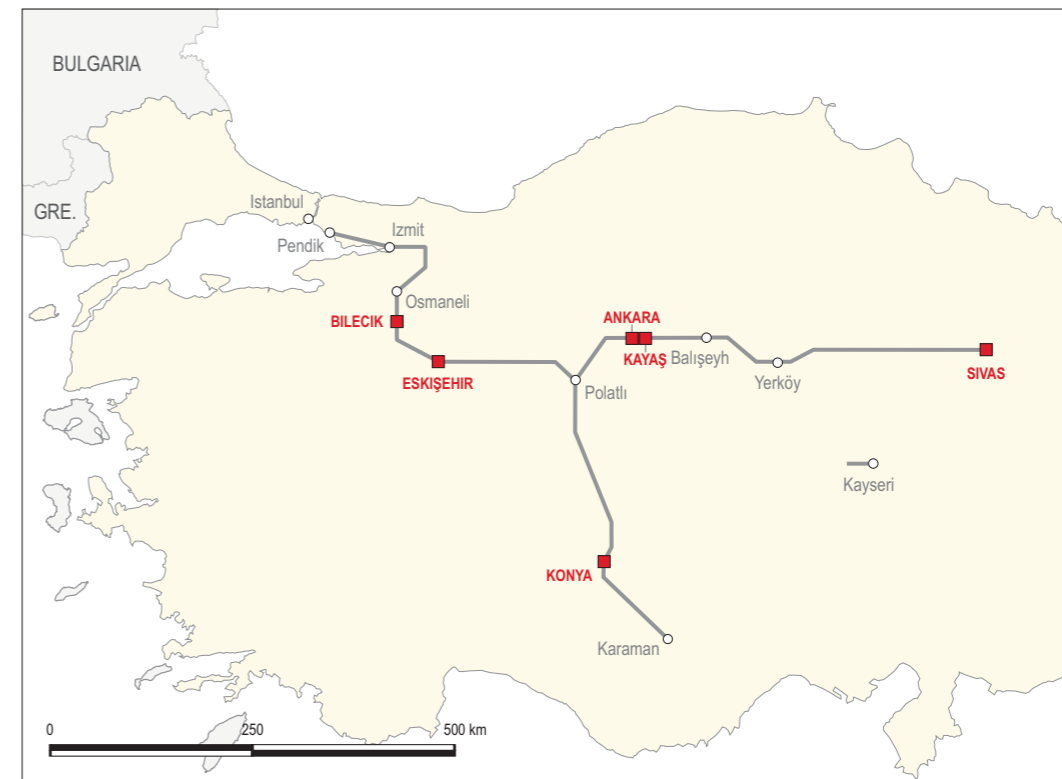 BULGARIA
GRE.
Istanbul
Pendik
Izmit
Osmaneli
BILECIK
ESKIŞEHIR
ANKARA
KAYAŞ
Balışeyh
Polatlı
Yerköy
SIVAS
Kayseri
KONYA
Karaman
0 250 500 km